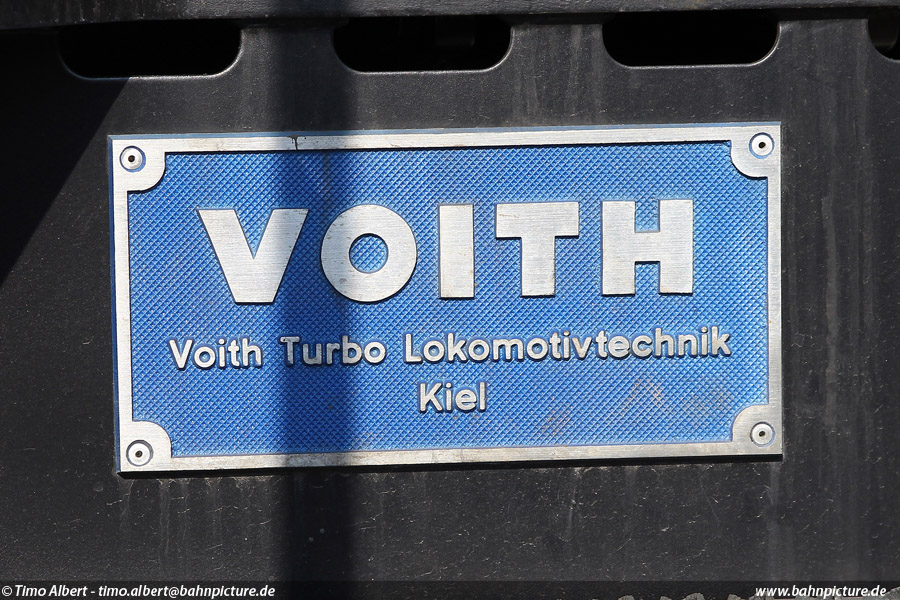 VOITH
Voith Turbo Lokomotivtechnik
Kiel
© Timo Albert - timo.albert@bahnpicture.de www.bahnpicture.de